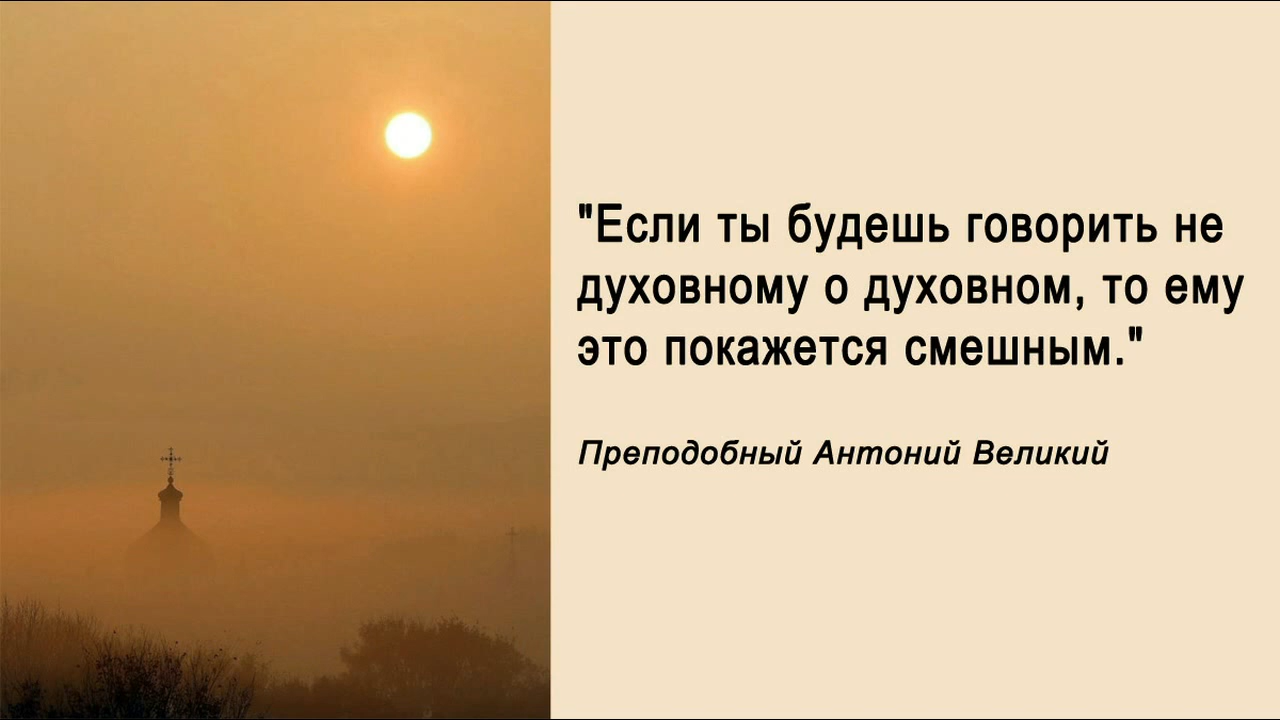 "Если ты будешь говорить не
духовному о духовном, то ему
это покажется смешным."
Преподобный Антоний Великий